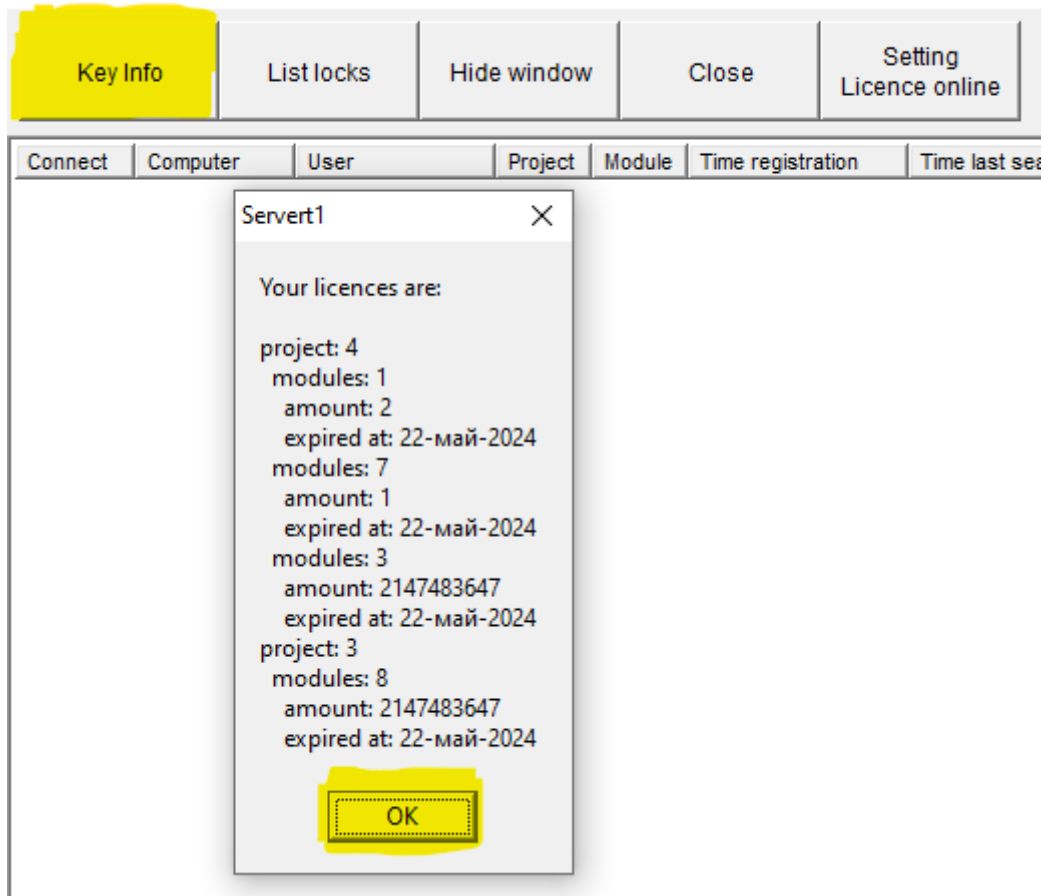 Key Info
List locks
Hide window
Close
Setting
Licence online
Connect
Computer
User
Project
Module
Time registration
Time last sea
Servert1
Your licences are:
project: 4
modules: 1
amount: 2
expired at: 22-май-2024
modules: 7
amount: 1
expired at: 22-май-2024
modules: 3
amount: 2147483647
expired at: 22-май-2024
project: 3
modules: 8
amount: 2147483647
expired at: 22-май-2024
OK